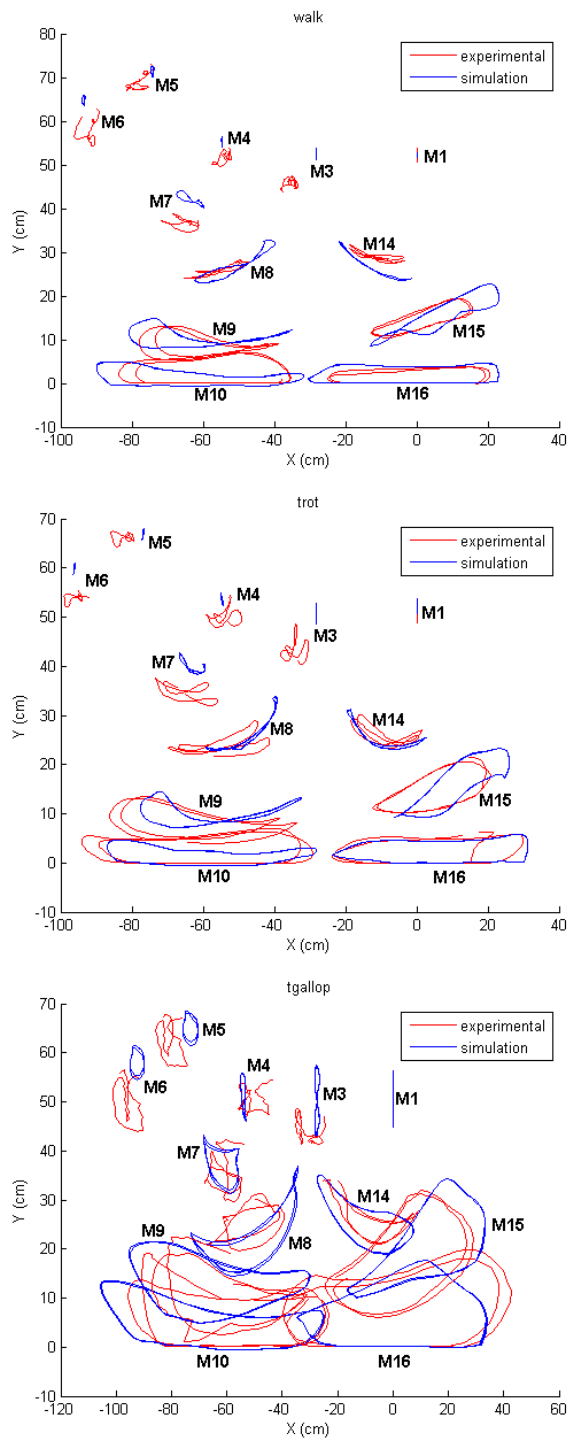 walk
80
70
60
50
40
30
20
10
0
-10
-100
-80
-60
-40
-20
0
20
40
60
X (cm)
Y (cm)
experimental
simulation
M5
M6
M4
M3
M1
M7
M8
M14
M9
M15
M10
M16
trot
70
60
50
40
30
20
10
0
-10
-100
-80
-60
-40
-20
0
20
40
X (cm)
Y (cm)
experimental
simulation
M5
M6
M4
M1
M3
M7
M8
M14
M9
M15
M10
M16
tgallop
70
60
50
40
30
20
10
0
-10
-120
-100
-80
-60
-40
-20
0
20
40
60
X (cm)
Y (cm)
experimental
simulation
M5
M6
M4
M3
M1
M7
M14
M9
M8
M15
M10
M16